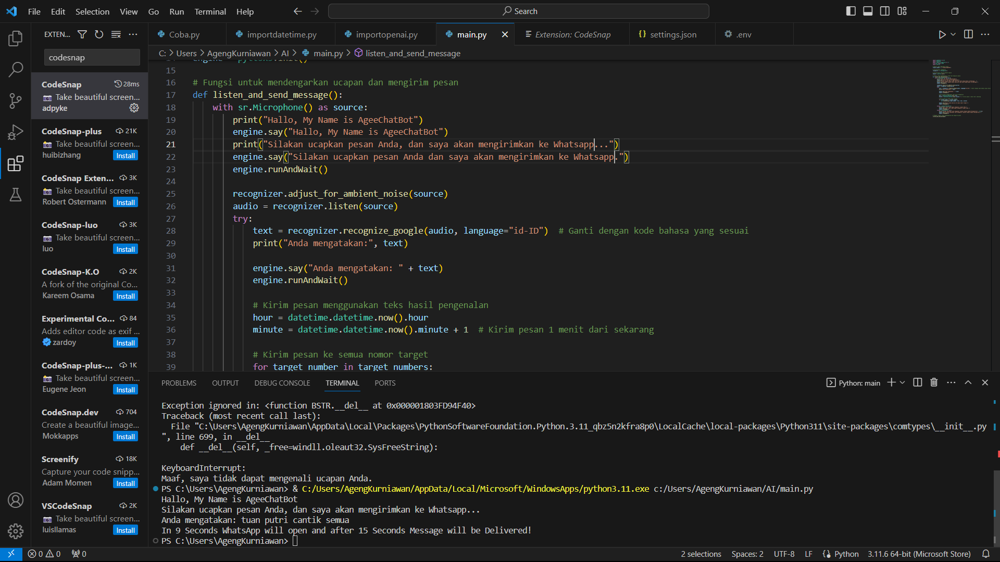 File Edit Selection View Go Run Terminal Help
Search
EXTEN...
codesnap
CodeSnap 28ms
Take beautiful screen...
adpyke
CodeSnap-plus 21K
Take beautiful screen...
huibizhang Install
CodeSnap Exten... 3K
Take beautiful screen...
Robert Ostermann Install
CodeSnap-luo 3K
Take beautiful screen...
luo Install
CodeSnap-K.O 2K
A fork of the original Co...
Kareem Osama Install
Experimental Co... 84
Adds editor code as exif ...
zardoy Install
CodeSnap-plus-... 1K
Take beautiful screen...
Eugene Jeon Install
CodeSnap.dev 704
Create a beautiful image...
Mokkapps Install
Screenify 18K
Capture your code snipp...
Adam Momen Install
VSCodeSnap 2K
Take beautiful screen...
luisllamas Install
Coba.py importdatetime.py importopenai.py main.py Extension: CodeSnap {} settings.json .env
C: > Users > AgengKurniawan > AI > main.py > listen_and_send_message
15
16 # Fungsi untuk mendengarkan ucapan dan mengirim pesan
17 def listen_and_send_message():
18 with sr.Microphone() as source:
19 print("Hallo, My Name is AgeeChatBot")
20 engine.say("Hallo, My Name is AgeeChatBot")
21 print("Silakan ucapkan pesan Anda, dan saya akan mengirimkan ke Whatsapp...")
22 engine.say("Silakan ucapkan pesan Anda dan saya akan mengirimkan ke Whatsapp.")
23 engine.runAndWait()
24
25 recognizer.adjust_for_ambient_noise(source)
26 audio = recognizer.listen(source)
27 try:
28 text = recognizer.recognize_google(audio, language="id-ID") # Ganti dengan kode bahasa yang sesuai
29 print("Anda mengatakan:", text)
30
31 engine.say("Anda mengatakan: " + text)
32 engine.runAndWait()
33
34 # Kirim pesan menggunakan teks hasil pengenalan
35 hour = datetime.datetime.now().hour
36 minute = datetime.datetime.now().minute + 1 # Kirim pesan 1 menit dari sekarang
37
38 # Kirim pesan ke semua nomor target
39 for target_number in target_numbers:
PROBLEMS OUTPUT DEBUG CONSOLE TERMINAL PORTS
Python: main
Exception ignored in: <function BSTR.__del__ at 0x000001803FD94F40>
Traceback (most recent call last):
File "C:\Users\AgengKurniawan\AppData\Local\Packages\PythonSoftwareFoundation.Python.3.11_qbz5n2kfra8p0\LocalCache\local-packages\Python311\site-packages\comtypes\__init__.py
", line 699, in __del__
def __del__(self, _free=windll.oleaut32.SysFreeString):
KeyboardInterrupt:
Maaf, saya tidak dapat mengenali ucapan Anda.
PS C:\Users\AgengKurniawan> & C:/Users/AgengKurniawan/AppData/Local/Microsoft/WindowsApps/python3.11.exe c:/Users/AgengKurniawan/AI/main.py
Hallo, My Name is AgeeChatBot
Silakan ucapkan pesan Anda, dan saya akan mengirimkan ke Whatsapp...
Anda mengatakan: tuan putri cantik semua
In 9 Seconds WhatsApp will open and after 15 Seconds Message will be Delivered!
PS C:\Users\AgengKurniawan>
0 0 0
2 selections Spaces: 2 UTF-8 LF {} Python 3.11.6 64-bit (Microsoft Store)